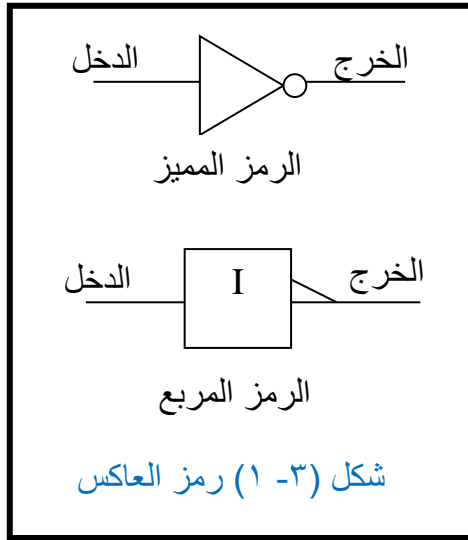 الدخل
الخرج
الرمز المميز
الدخل
I
الخرج
الرمز المربع
شكل (٣- ١) رمز العاكس